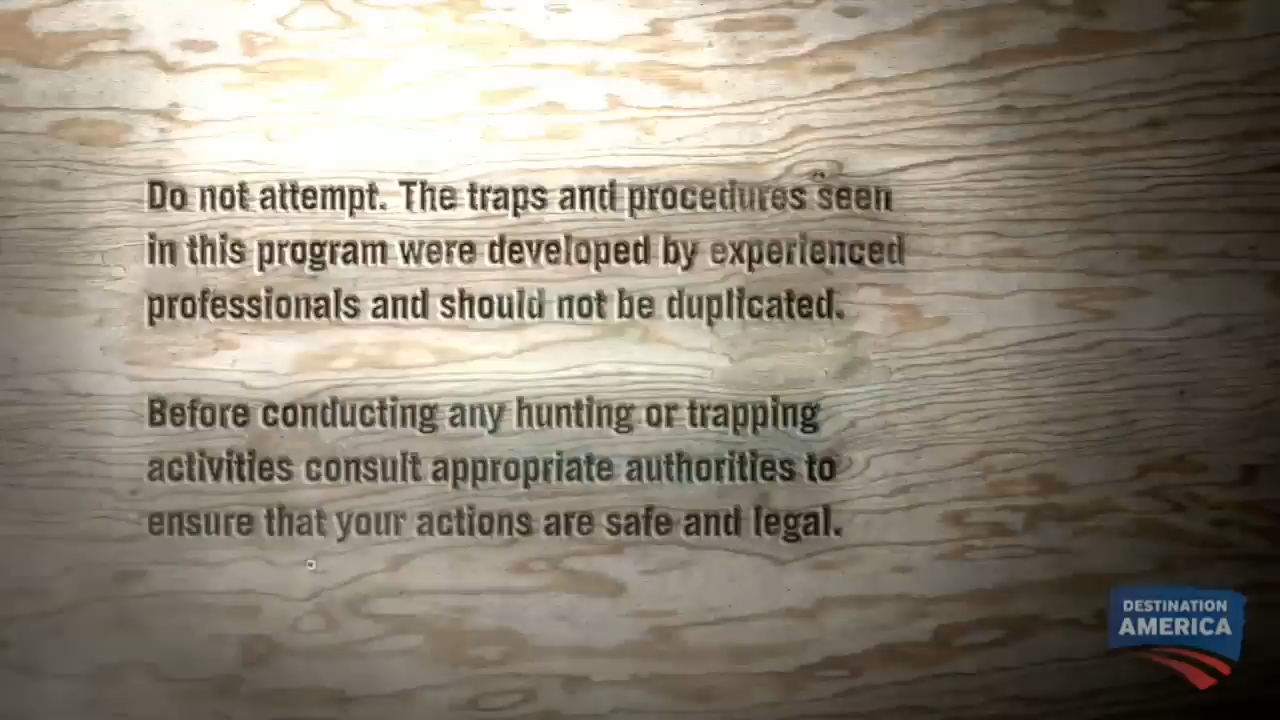 Do not attempt. The traps and procedures seen
in this program were developed by experienced
professionals and should not be duplicated.
Before conducting any hunting or trapping
activities consult appropriate authorities to
ensure that your actions are safe and legal.
DESTINATION
AMERICA